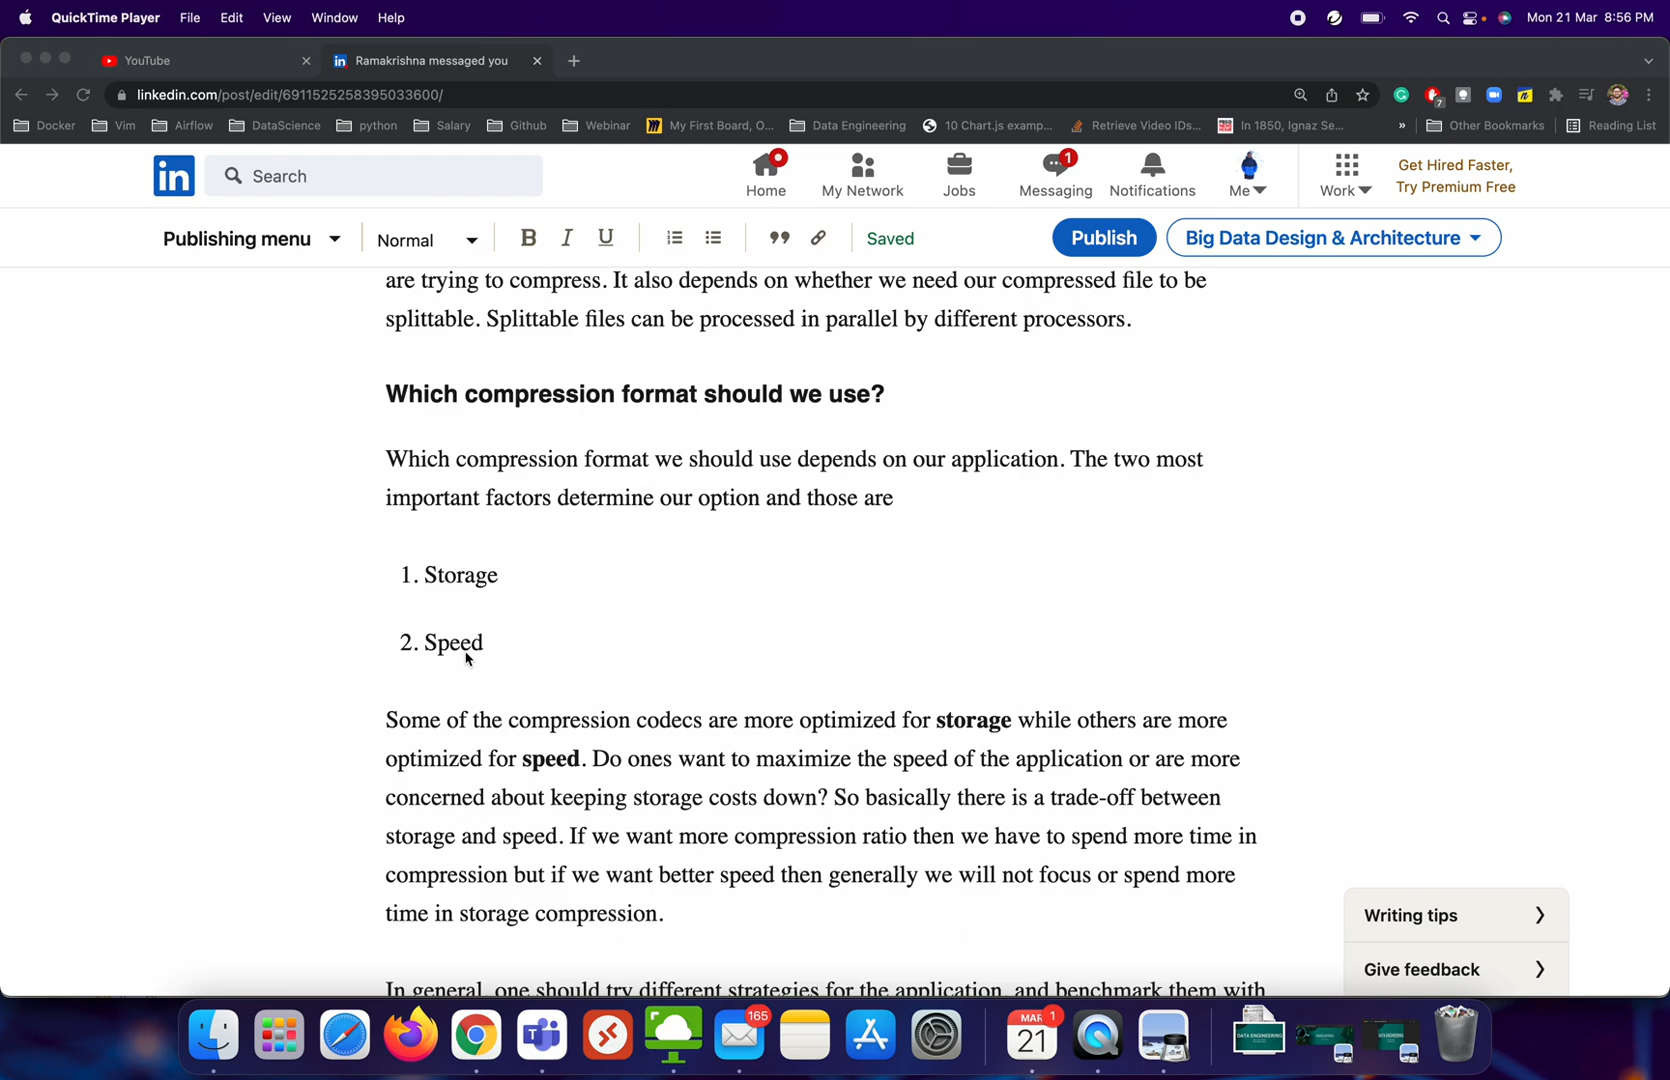 QuickTime Player File Edit View Window Help Mon 21 Mar 8:56 PM
YouTube
Ramakrishna messaged you
linkedin.com/post/edit/6911525258395033600/
7
Docker Vim Airflow DataScience python Salary Github Webinar My First Board, O... Data Engineering 10 Chart.js examp... Retrieve Video IDs... In 1850, Ignaz Se... » Other Bookmarks Reading List
in Search
Home My Network Jobs 1 Messaging Notifications Me Work
Get Hired Faster,
Try Premium Free
Publishing menu Normal B I U Saved Publish Big Data Design & Architecture
are trying to compress. It also depends on whether we need our compressed file to be
splittable. Splittable files can be processed in parallel by different processors.
Which compression format should we use?
Which compression format we should use depends on our application. The two most
important factors determine our option and those are
1. Storage
2. Speed
Some of the compression codecs are more optimized for storage while others are more
optimized for speed. Do ones want to maximize the speed of the application or are more
concerned about keeping storage costs down? So basically there is a trade-off between
storage and speed. If we want more compression ratio then we have to spend more time in
compression but if we want better speed then generally we will not focus or spend more
time in storage compression.
Writing tips
Give feedback
In general, one should try different strategies for the application, and benchmark them with
165
MAR 1
21
DATA ENGINEERING